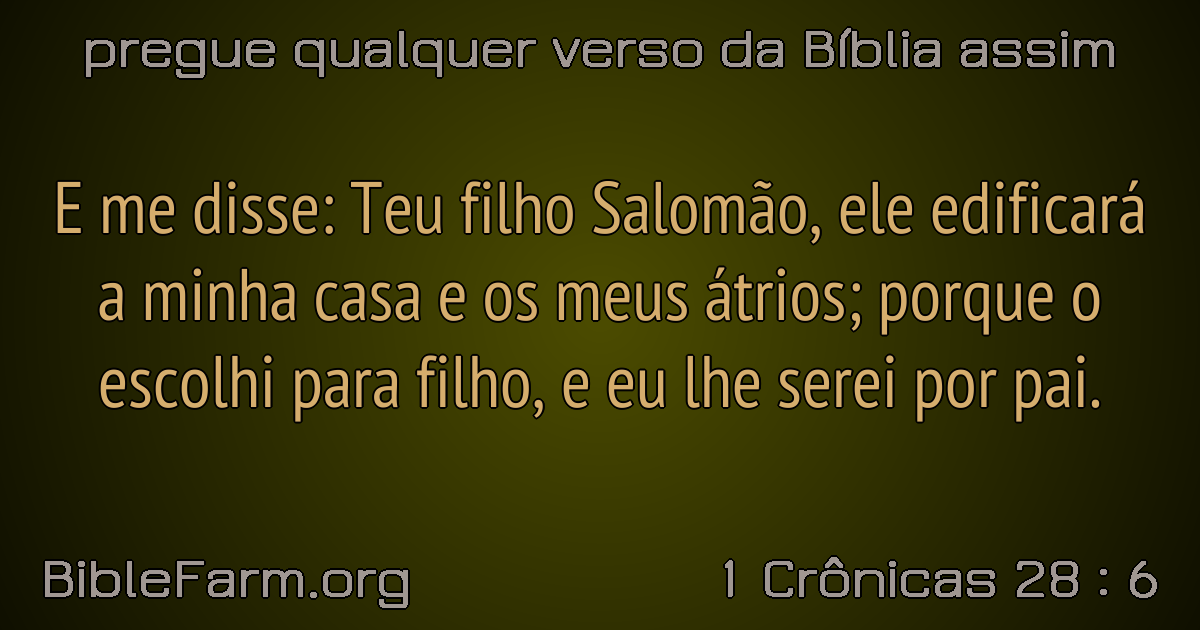 pregue qualquer verso da Bíblia assim
E me disse: Teu filho Salomão, ele edificará
a minha casa e os meus átrios; porque o
escolhi para filho, e eu lhe serei por pai.
BibleFarm.org
1 Crônicas 28 : 6